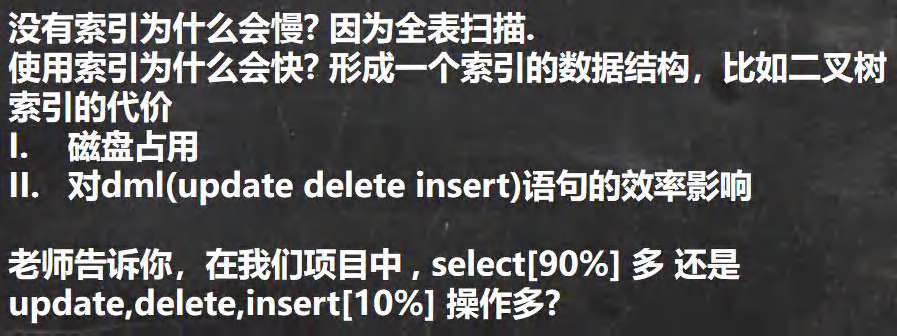 没有索引为什么会慢? 因为全表扫描.
使用索引为什么会快? 形成一个索引的数据结构，比如二叉树
索引的代价
I. 磁盘占用
II. 对dml(update delete insert)语句的效率影响
老师告诉你，在我们项目中 , select[90%] 多 还是
update,delete,insert[10%] 操作多?